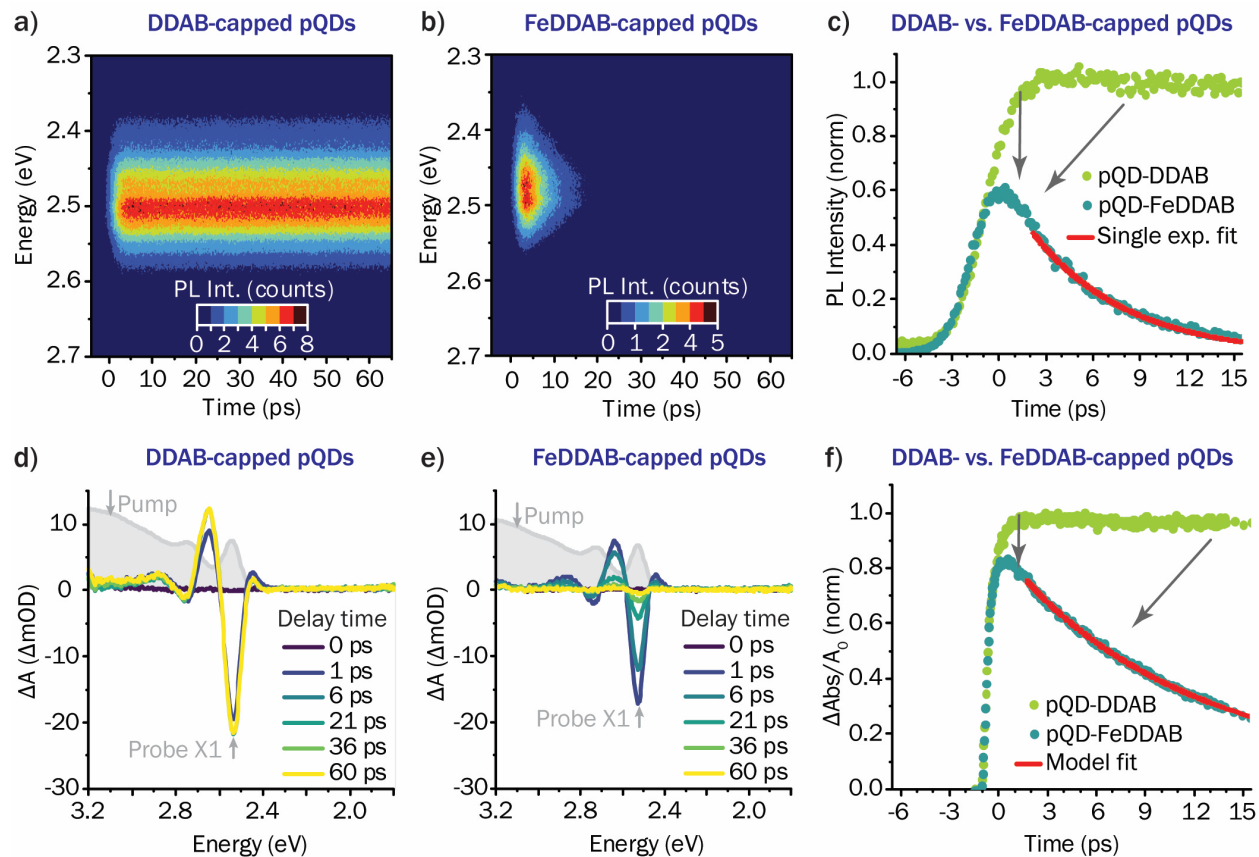 a) DDAB-capped pQDs
2.3
2.4
2.5
2.6
2.7
Energy (eV)
PL Int. (counts)
0 2 4 6 8
0 10 20 30 40 50 60
Time (ps)
b) FeDDAB-capped pQDs
2.3
2.4
2.5
2.6
2.7
Energy (eV)
PL Int. (counts)
0 1 2 4 5
0 10 20 30 40 50 60
Time (ps)
c) DDAB- vs. FeDDAB-capped pQDs
1.0
0.8
0.6
0.4
0.2
0.0
PL Intensity (norm)
pQD-DDAB
pQD-FeDDAB
Single exp. fit
-6 -3 0 3 6 9 12 15
Time (ps)
d) DDAB-capped pQDs
10
0
-10
-20
-30
ΔA (ΔmOD)
Pump
Delay time
0 ps
1 ps
6 ps
21 ps
36 ps
60 ps
Probe X1
3.2 2.8 2.4 2.0
Energy (eV)
e) FeDDAB-capped pQDs
10
0
-10
-20
-30
ΔA (ΔmOD)
Pump
Delay time
0 ps
1 ps
6 ps
21 ps
36 ps
60 ps
Probe X1
3.2 2.8 2.4 2.0
Energy (eV)
f) DDAB- vs. FeDDAB-capped pQDs
1.0
0.8
0.6
0.4
0.2
0.0
ΔAbs/A₀ (norm)
pQD-DDAB
pQD-FeDDAB
Model fit
-6 -3 0 3 6 9 12 15
Time (ps)